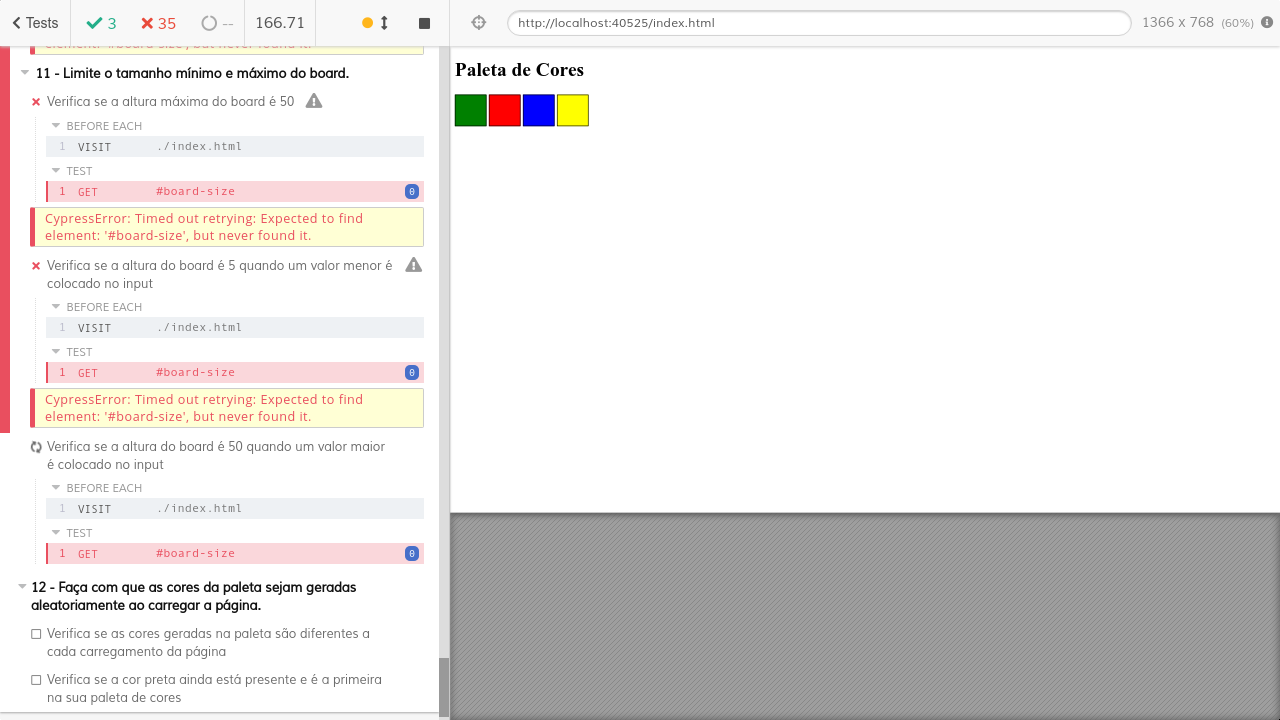 Tests 3 35 -- 166.71
http://localhost:40525/index.html 1366 x 768 (60%)
element: '#board-size', but never found it.
11 - Limite o tamanho mínimo e máximo do board.
Verifica se a altura máxima do board é 50
BEFORE EACH
1 VISIT ./index.html
TEST
1 GET #board-size 0
CypressError: Timed out retrying: Expected to find
element: '#board-size', but never found it.
Verifica se a altura do board é 5 quando um valor menor é
colocado no input
BEFORE EACH
1 VISIT ./index.html
TEST
1 GET #board-size 0
CypressError: Timed out retrying: Expected to find
element: '#board-size', but never found it.
Verifica se a altura do board é 50 quando um valor maior
é colocado no input
BEFORE EACH
1 VISIT ./index.html
TEST
1 GET #board-size 0
12 - Faça com que as cores da paleta sejam geradas
aleatoriamente ao carregar a página.
Verifica se as cores geradas na paleta são diferentes a
cada carregamento da página
Verifica se a cor preta ainda está presente e é a primeira
na sua paleta de cores
Paleta de Cores